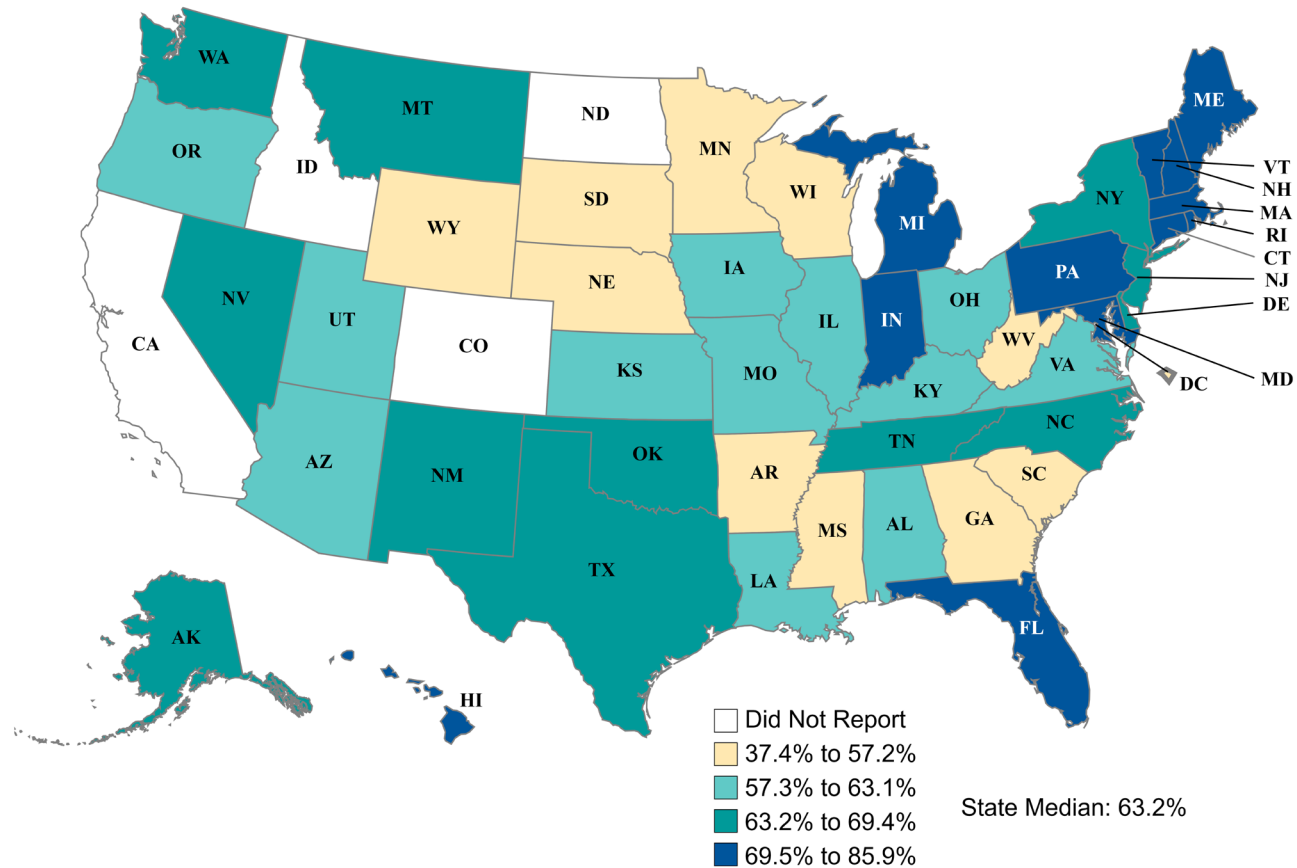 WA
MT
ND
MN
ME
OR
ID
SD
WI
MI
NY
VT
NH
MA
RI
CT
NJ
DE
MD
DC
WY
NE
IA
PA
NV
UT
CO
IL
IN
OH
WV
VA
CA
KS
MO
KY
NC
TN
AZ
NM
OK
AR
SC
MS
AL
GA
TX
LA
FL
AK
HI
Did Not Report
37.4% to 57.2%
57.3% to 63.1%
63.2% to 69.4%
69.5% to 85.9%
State Median: 63.2%